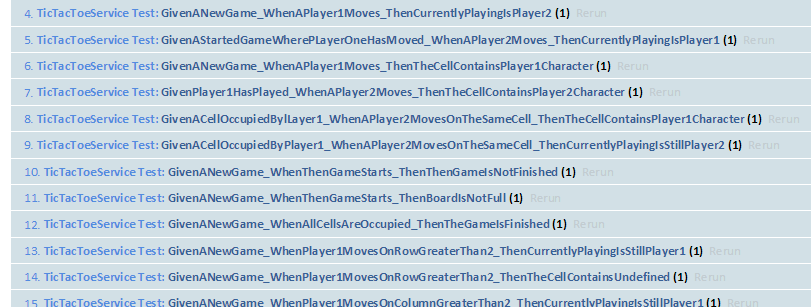 4. TicTacToeService Test: GivenANewGame_WhenAPlayer1Moves_ThenCurrentlyPlayingIsPlayer2 (1) Rerun
5. TicTacToeService Test: GivenAStartedGameWherePLayerOneHasMoved_WhenAPlayer2Moves_ThenCurrentlyPlayingIsPlayer1 (1) Rerun
6. TicTacToeService Test: GivenANewGame_WhenAPlayer1Moves_ThenTheCellContainsPlayer1Character (1) Rerun
7. TicTacToeService Test: GivenPlayer1HasPlayed_WhenAPlayer2Moves_ThenTheCellContainsPlayer2Character (1) Rerun
8. TicTacToeService Test: GivenACellOccupiedBylLayer1_WhenAPlayer2MovesOnTheSameCell_ThenTheCellContainsPlayer1Character (1) Rerun
9. TicTacToeService Test: GivenACellOccupiedByPlayer1_WhenAPlayer2MovesOnTheSameCell_ThenCurrentlyPlayingIsStillPlayer2 (1) Rerun
10. TicTacToeService Test: GivenANewGame_WhenThenGameStarts_ThenThenGameIsNotFinished (1) Rerun
11. TicTacToeService Test: GivenANewGame_WhenThenGameStarts_ThenBoardIsNotFull (1) Rerun
12. TicTacToeService Test: GivenANewGame_WhenAllCellsAreOccupied_ThenTheGameIsFinished (1) Rerun
13. TicTacToeService Test: GivenANewGame_WhenPlayer1MovesOnRowGreaterThan2_ThenCurrentlyPlayingIsStillPlayer1 (1) Rerun
14. TicTacToeService Test: GivenANewGame_WhenPlayer1MovesOnRowGreaterThan2_ThenTheCellContainsUndefined (1) Rerun
15. TicTacToeService Test: GivenANewGame_WhenPlayer1MovesOnColumnGreaterThan2_ThenCurrentlyPlayingIsStillPlayer1 (1) Rerun